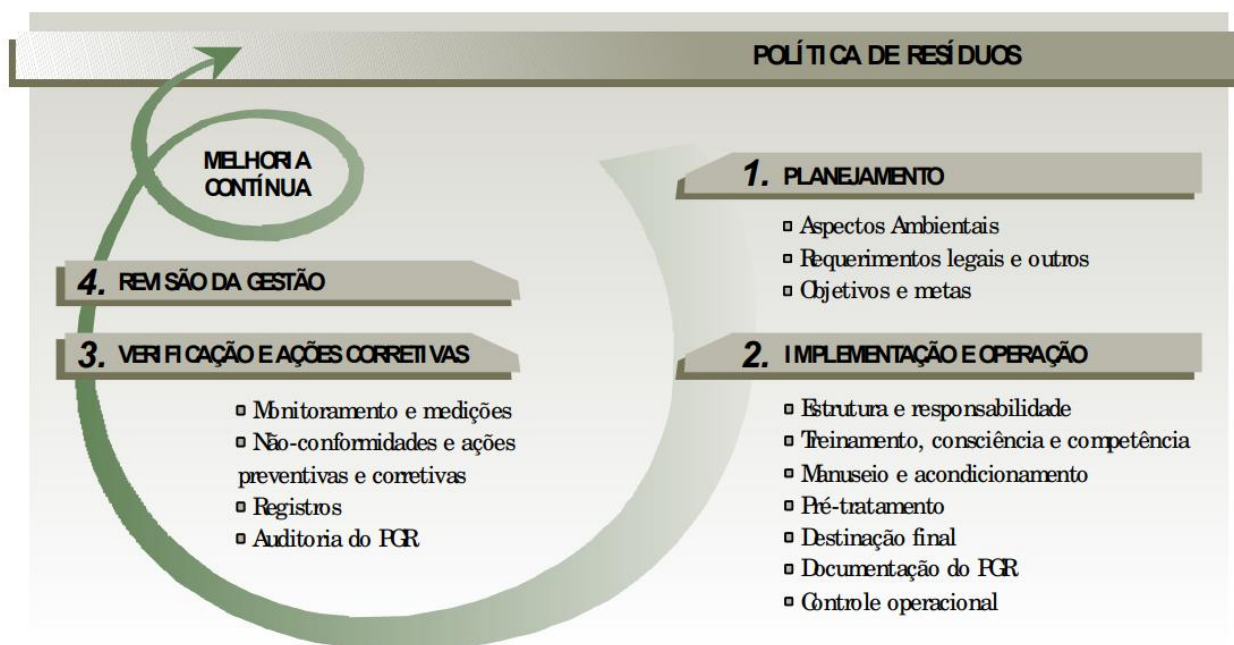 POLÍTICA DE RESÍDUOS
MELHORIA
CONTÍNUA
1. PLANEJAMENTO
Aspectos Ambientais
Requerimentos legais e outros
Objetivos e metas
2. IMPLEMENTAÇÃO E OPERAÇÃO
Estrutura e responsabilidade
Treinamento, consciência e competência
Manuseio e acondicionamento
Pré-tratamento
Destinação final
Documentação do PGR
Controle operacional
3. VERIFICAÇÃO E AÇÕES CORRETIVAS
Monitoramento e medições
Não-conformidades e ações
preventivas e corretivas
Registros
Auditoria do PGR
4. REVISÃO DA GESTÃO